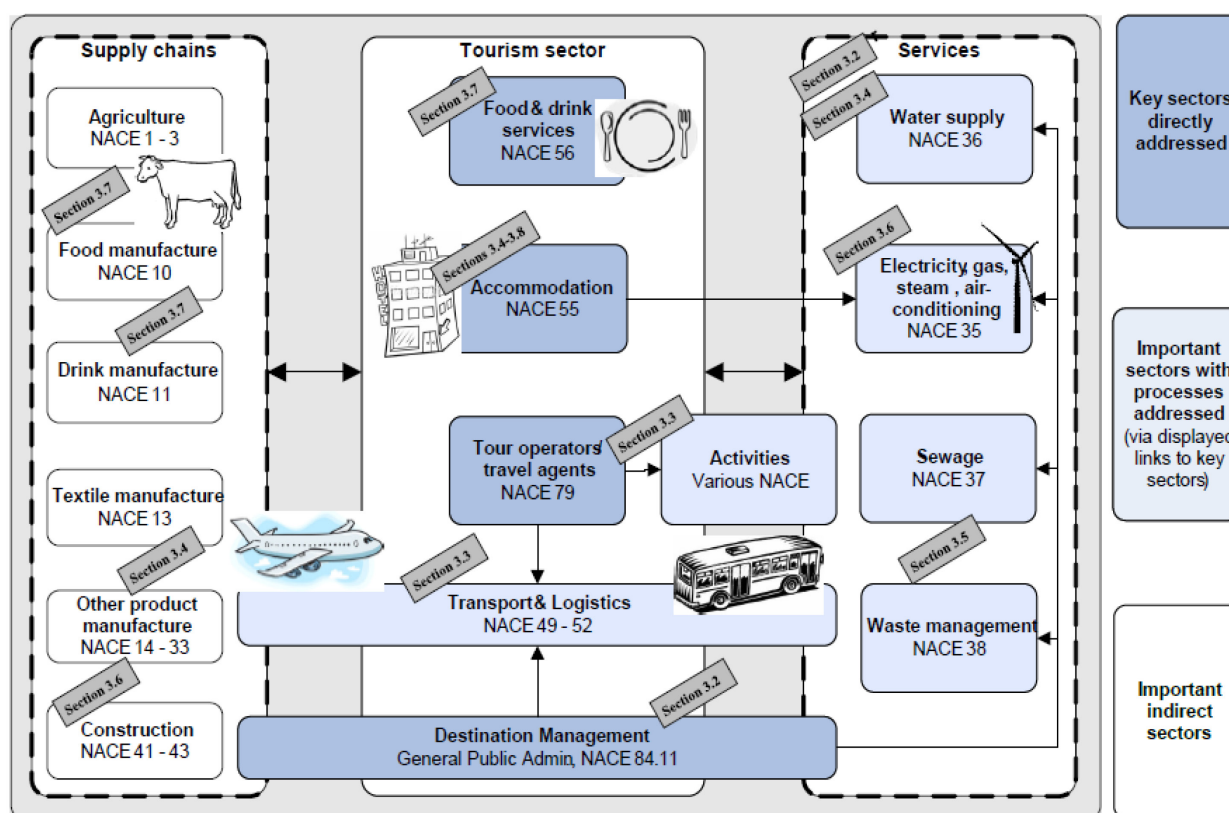 Supply chains
Agriculture
NACE 1 - 3
Section 3.7
Food manufacture
NACE 10
Section 3.7
Drink manufacture
NACE 11
Textile manufacture
NACE 13
Section 3.4
Other product
manufacture
NACE 14 - 33
Section 3.6
Construction
NACE 41 - 43
Tourism sector
Section 3.7
Food & drink
services
NACE 56
Sections 3.4-3.8
Accommodation
NACE 55
Tour operators/
travel agents
NACE 79
Section 3.3
Activities
Various NACE
Section 3.3
Transport & Logistics
NACE 49 - 52
Section 3.2
Destination Management
General Public Admin, NACE 84.11
Services
Section 3.2
Section 3.4
Water supply
NACE 36
Section 3.6
Electricity, gas,
steam , air-
conditioning
NACE 35
Sewage
NACE 37
Section 3.5
Waste management
NACE 38
Key sectors
directly
addressed
Important
sectors with
processes
addressed
(via displayed
links to key
sectors)
Important
indirect
sectors